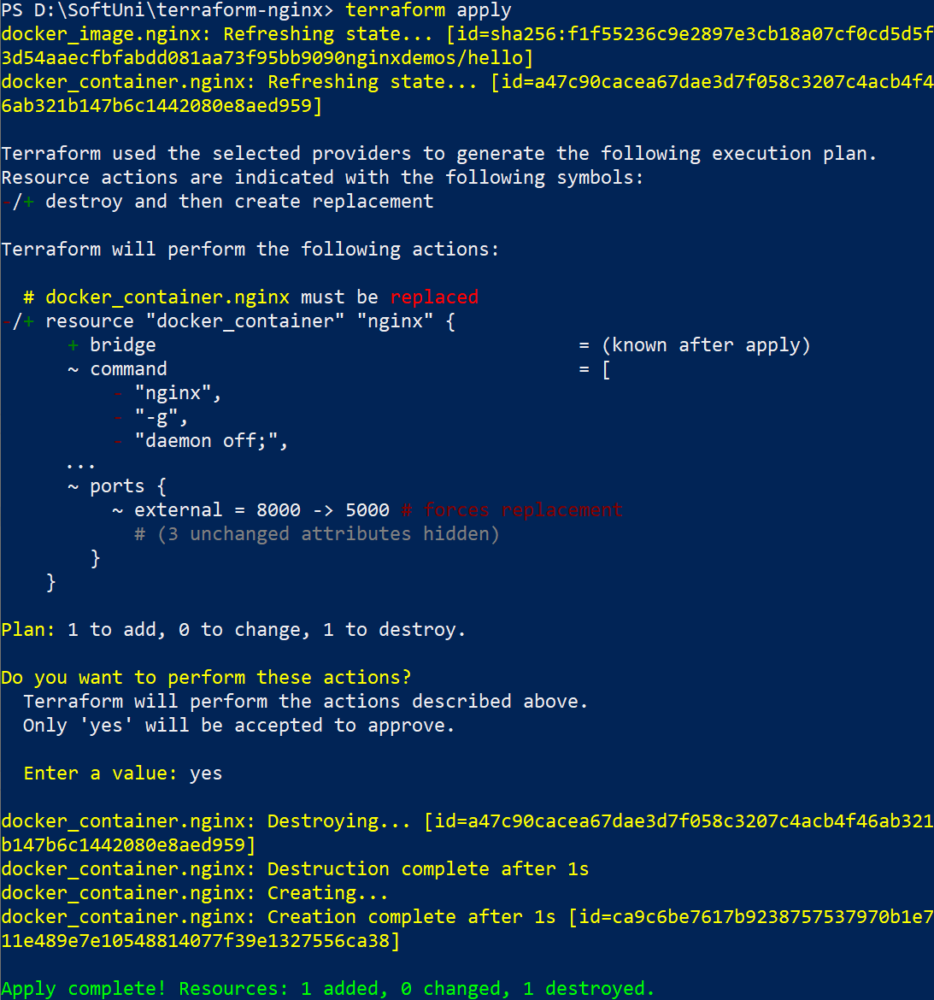 PS D:\SoftUni\terraform-nginx> terraform apply
docker_image.nginx: Refreshing state... [id=sha256:f1f55236c9e2897e3cb18a07cf0cd5d5f
3d54aaecfbfabdd081aa73f95bb9090nginxdemos/hello]
docker_container.nginx: Refreshing state... [id=a47c90cacea67dae3d7f058c3207c4acb4f4
6ab321b147b6c1442080e8aed959]
Terraform used the selected providers to generate the following execution plan.
Resource actions are indicated with the following symbols:
-/+ destroy and then create replacement
Terraform will perform the following actions:
# docker_container.nginx must be replaced
-/+ resource "docker_container" "nginx" {
+ bridge = (known after apply)
~ command = [
- "nginx",
- "-g",
- "daemon off;",
...
~ ports {
~ external = 8000 -> 5000 # forces replacement
# (3 unchanged attributes hidden)
}
}
Plan: 1 to add, 0 to change, 1 to destroy.
Do you want to perform these actions?
Terraform will perform the actions described above.
Only 'yes' will be accepted to approve.
Enter a value: yes
docker_container.nginx: Destroying... [id=a47c90cacea67dae3d7f058c3207c4acb4f46ab321
b147b6c1442080e8aed959]
docker_container.nginx: Destruction complete after 1s
docker_container.nginx: Creating...
docker_container.nginx: Creation complete after 1s [id=ca9c6be7617b9238757537970b1e7
11e489e7e10548814077f39e1327556ca38]
Apply complete! Resources: 1 added, 0 changed, 1 destroyed.